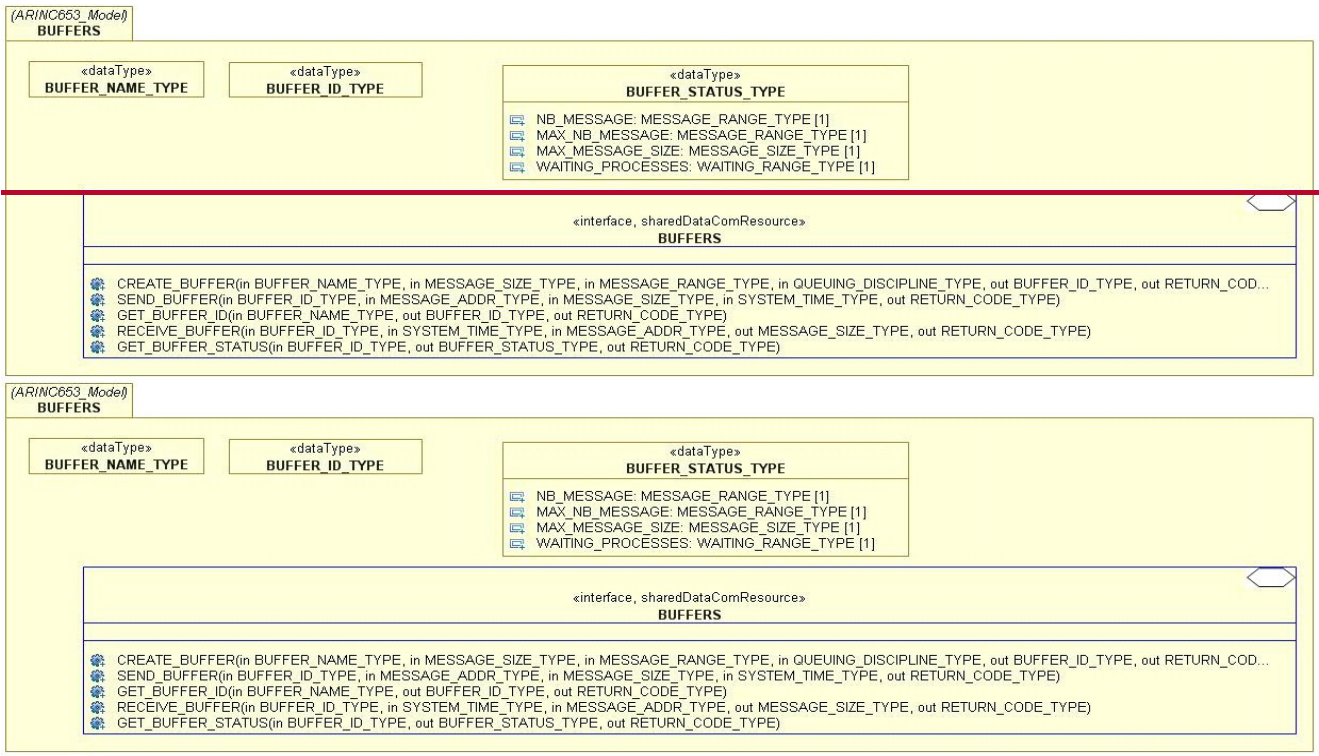 (ARINC653_Model)
BUFFERS
«dataType»
BUFFER_NAME_TYPE
«dataType»
BUFFER_ID_TYPE
«dataType»
BUFFER_STATUS_TYPE
NB_MESSAGE: MESSAGE_RANGE_TYPE [1]
MAX_NB_MESSAGE: MESSAGE_RANGE_TYPE [1]
MAX_MESSAGE_SIZE: MESSAGE_SIZE_TYPE [1]
WAITING_PROCESSES: WAITING_RANGE_TYPE [1]
«interface, sharedDataComResource»
BUFFERS
CREATE_BUFFER(in BUFFER_NAME_TYPE, in MESSAGE_SIZE_TYPE, in MESSAGE_RANGE_TYPE, in QUEUING_DISCIPLINE_TYPE, out BUFFER_ID_TYPE, out RETURN_COD...
SEND_BUFFER(in BUFFER_ID_TYPE, in MESSAGE_ADDR_TYPE, in MESSAGE_SIZE_TYPE, in SYSTEM_TIME_TYPE, out RETURN_CODE_TYPE)
GET_BUFFER_ID(in BUFFER_NAME_TYPE, out BUFFER_ID_TYPE, out RETURN_CODE_TYPE)
RECEIVE_BUFFER(in BUFFER_ID_TYPE, in SYSTEM_TIME_TYPE, in MESSAGE_ADDR_TYPE, out MESSAGE_SIZE_TYPE, out RETURN_CODE_TYPE)
GET_BUFFER_STATUS(in BUFFER_ID_TYPE, out BUFFER_STATUS_TYPE, out RETURN_CODE_TYPE)
(ARINC653_Model)
BUFFERS
«dataType»
BUFFER_NAME_TYPE
«dataType»
BUFFER_ID_TYPE
«dataType»
BUFFER_STATUS_TYPE
NB_MESSAGE: MESSAGE_RANGE_TYPE [1]
MAX_NB_MESSAGE: MESSAGE_RANGE_TYPE [1]
MAX_MESSAGE_SIZE: MESSAGE_SIZE_TYPE [1]
WAITING_PROCESSES: WAITING_RANGE_TYPE [1]
«interface, sharedDataComResource»
BUFFERS
CREATE_BUFFER(in BUFFER_NAME_TYPE, in MESSAGE_SIZE_TYPE, in MESSAGE_RANGE_TYPE, in QUEUING_DISCIPLINE_TYPE, out BUFFER_ID_TYPE, out RETURN_COD...
SEND_BUFFER(in BUFFER_ID_TYPE, in MESSAGE_ADDR_TYPE, in MESSAGE_SIZE_TYPE, in SYSTEM_TIME_TYPE, out RETURN_CODE_TYPE)
GET_BUFFER_ID(in BUFFER_NAME_TYPE, out BUFFER_ID_TYPE, out RETURN_CODE_TYPE)
RECEIVE_BUFFER(in BUFFER_ID_TYPE, in SYSTEM_TIME_TYPE, in MESSAGE_ADDR_TYPE, out MESSAGE_SIZE_TYPE, out RETURN_CODE_TYPE)
GET_BUFFER_STATUS(in BUFFER_ID_TYPE, out BUFFER_STATUS_TYPE, out RETURN_CODE_TYPE)